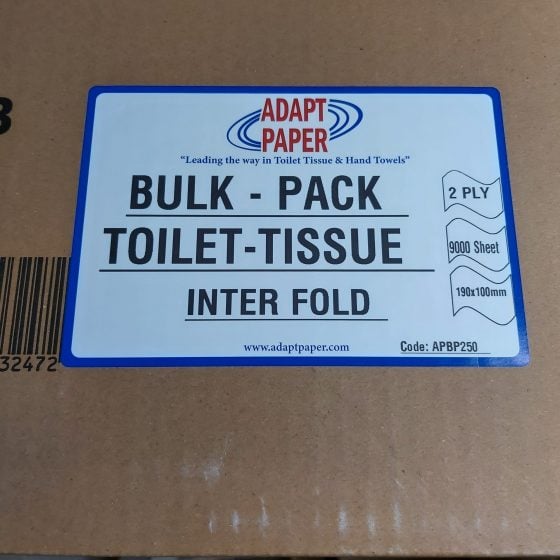 ADAPT
PAPER
"Leading the way in Toilet Tissue & Hand Towels"
BULK - PACK
TOILET-TISSUE
INTER FOLD
2 PLY
9000 Sheet
190x100mm
www.adaptpaper.com
Code: APBP250
32472